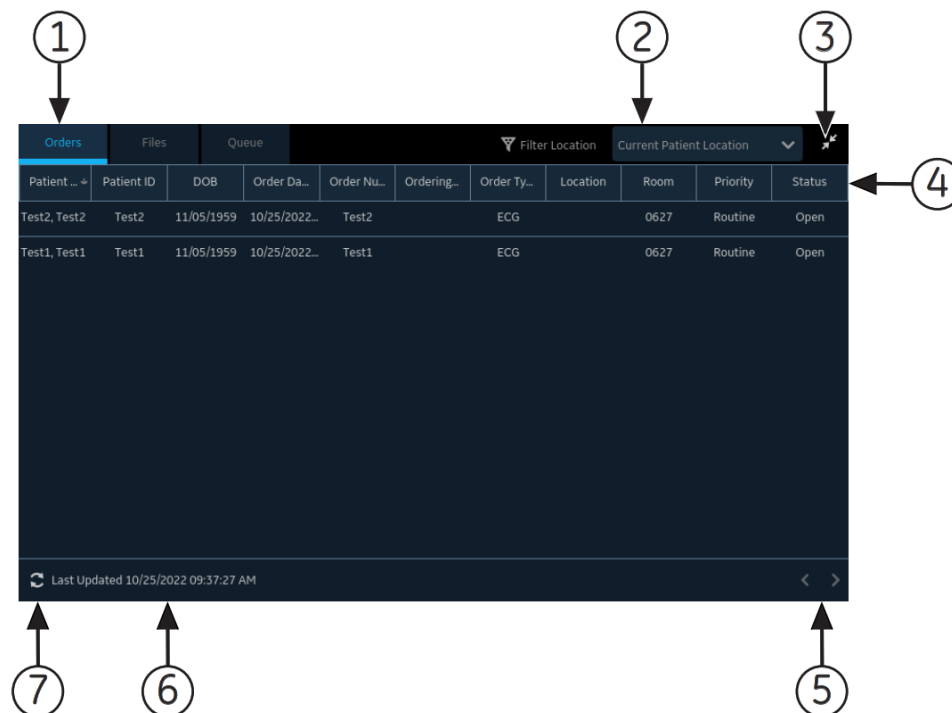 1 2 3
Orders Files Queue Filter Location Current Patient Location
Patient ... Patient ID DOB Order Da... Order Nu... Ordering... Order Ty... Location Room Priority Status 4
Test2, Test2 Test2 11/05/1959 10/25/2022... Test2 ECG 0627 Routine Open
Test1, Test1 Test1 11/05/1959 10/25/2022... Test1 ECG 0627 Routine Open
Last Updated 10/25/2022 09:37:27 AM
7 6 5